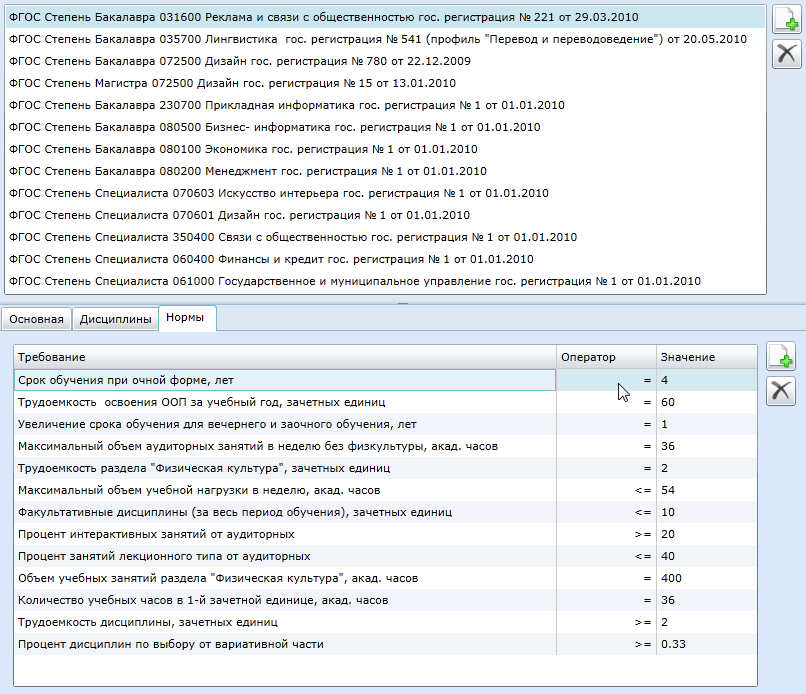 ФГОС Степень Бакалавра 031600 Реклама и связи с общественностью гос. регистрация № 221 от 29.03.2010
ФГОС Степень Бакалавра 035700 Лингвистика  гос. регистрация № 541 (профиль "Перевод и переводоведение") от 20.05.2010
ФГОС Степень Бакалавра 072500 Дизайн гос. регистрация № 780 от 22.12.2009
ФГОС Степень Магистра 072500 Дизайн гос. регистрация № 15 от 13.01.2010
ФГОС Степень Бакалавра 230700 Прикладная информатика гос. регистрация № 1 от 01.01.2010
ФГОС Степень Бакалавра 080500 Бизнес- информатика гос. регистрация № 1 от 01.01.2010
ФГОС Степень Бакалавра 080100 Экономика гос. регистрация № 1 от 01.01.2010
ФГОС Степень Бакалавра 080200 Менеджмент гос. регистрация № 1 от 01.01.2010
ФГОС Степень Специалиста 070603 Искусство интерьера гос. регистрация № 1 от 01.01.2010
ФГОС Степень Специалиста 070601 Дизайн гос. регистрация № 1 от 01.01.2010
ФГОС Степень Специалиста 350400 Связи с общественностью гос. регистрация № 1 от 01.01.2010
ФГОС Степень Специалиста 060400 Финансы и кредит гос. регистрация № 1 от 01.01.2010
ФГОС Степень Специалиста 061000 Государственное и муниципальное управление гос. регистрация № 1 от 01.01.2010
Основная Дисциплины Нормы
Требование Оператор Значение
Срок обучения при очной форме, лет = 4
Трудоемкость  освоения ООП за учебный год, зачетных единиц = 60
Увеличение срока обучения для вечернего и заочного обучения, лет = 1
Максимальный объем аудиторных занятий в неделю без физкультуры, акад. часов = 36
Трудоемкость раздела "Физическая культура", зачетных единиц = 2
Максимальный объем учебной нагрузки в неделю, акад. часов <= 54
Факультативные дисциплины (за весь период обучения), зачетных единиц <= 10
Процент интерактивных занятий от аудиторных >= 20
Процент занятий лекционного типа от аудиторных <= 40
Объем учебных занятий раздела "Физическая культура", акад. часов = 400
Количество учебных часов в 1-й зачетной единице, акад. часов = 36
Трудоемкость дисциплины, зачетных единиц >= 2
Процент дисциплин по выбору от вариативной части >= 0.33